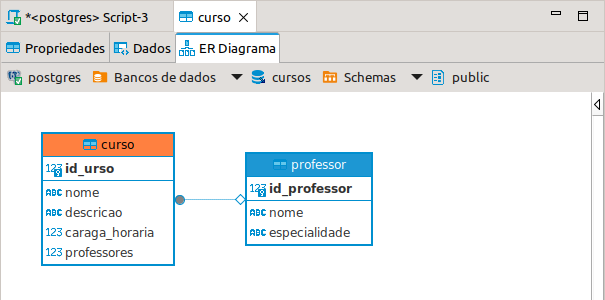 *<postgres> Script-3
curso
Propriedades
Dados
ER Diagrama
postgres
Bancos de dados
cursos
Schemas
public
curso
123 id_urso
ABC nome
ABC descricao
123 caraga_horaria
123 professores
professor
123 id_professor
ABC nome
ABC especialidade